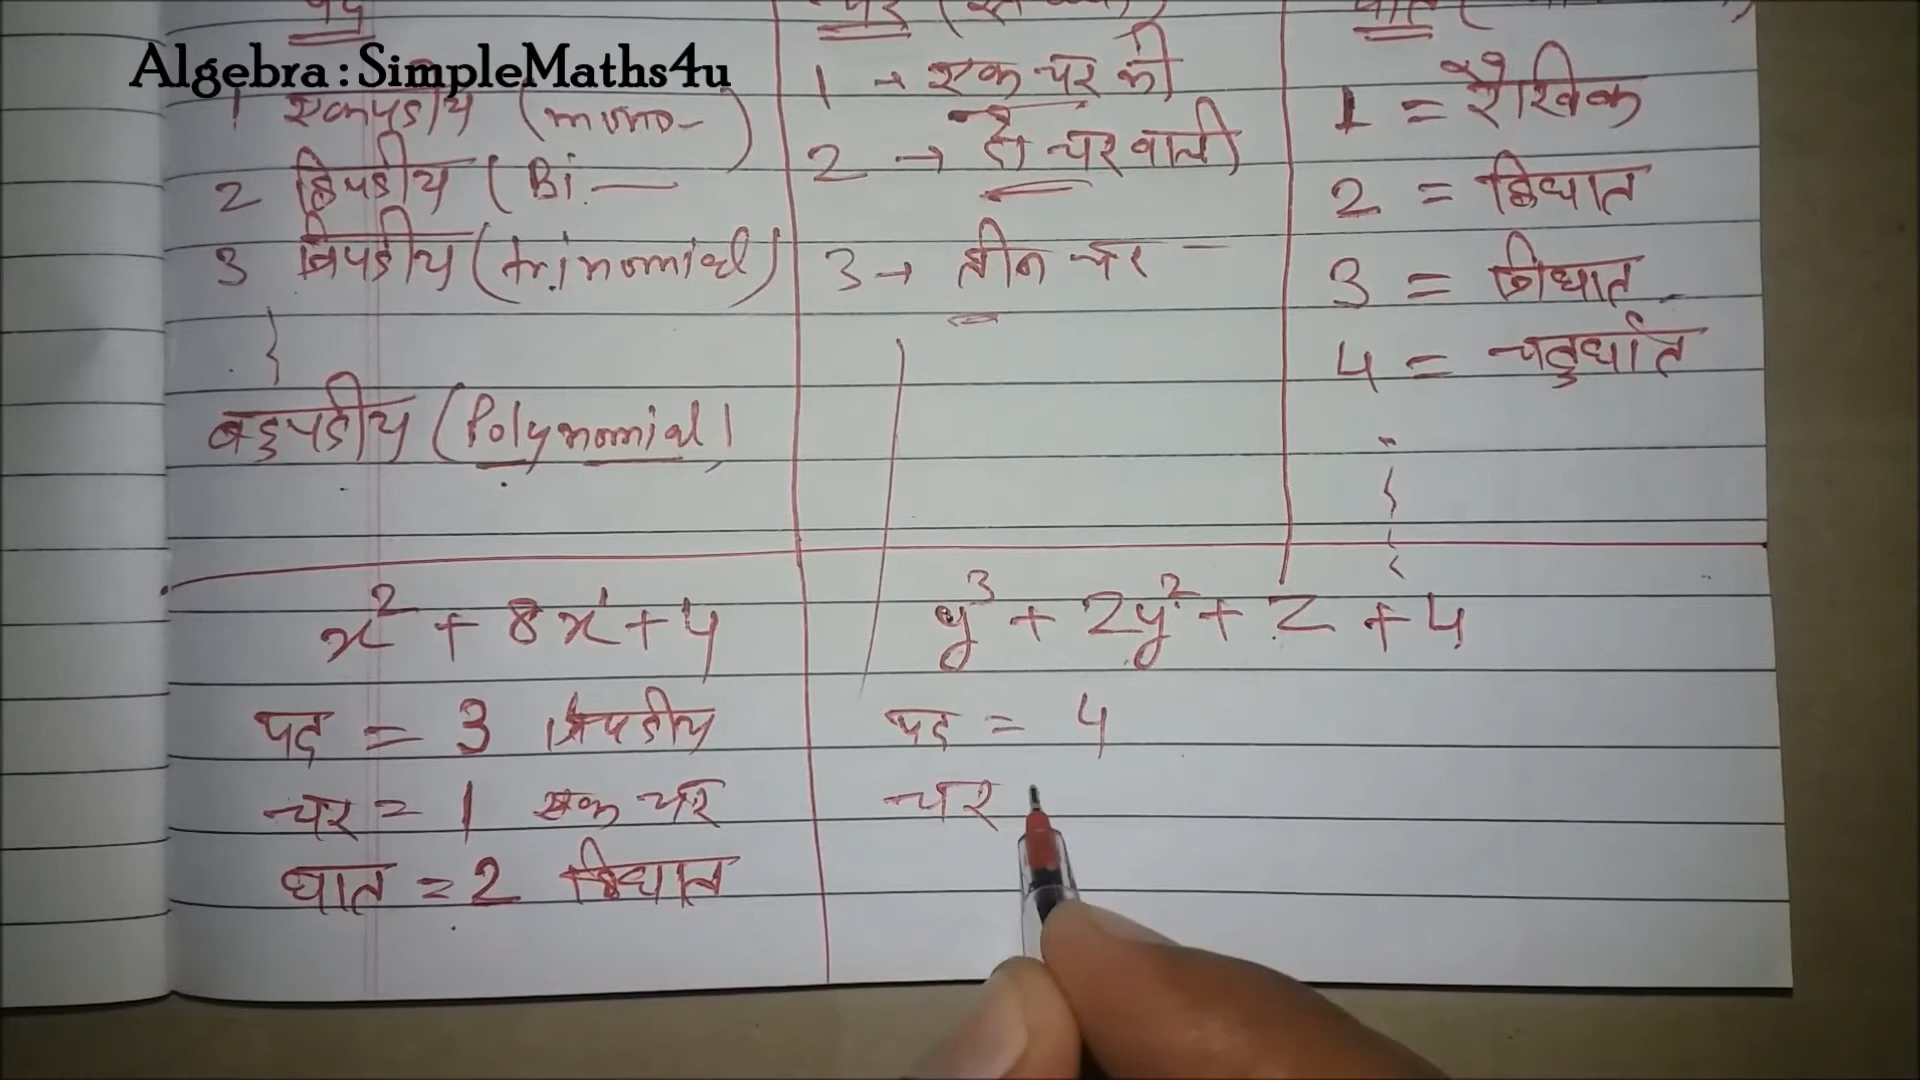 पद
Algebra : SimpleMaths4u
1 एकपदीय (mono- )
2 द्विपदीय ( Bi —
3 त्रिपदीय (trinomial)
बहुपदीय (Polynomial)
1 → एक चर की
2 → दो चर वाली
3 → तीन चर —
1 = रैखिक
2 = द्विघात
3 = त्रिघात
4 = चतुर्घात
x² + 8x¹ + 4
पद = 3 त्रिपदीय
चर = 1 एक चर
घात = 2 द्विघात
y³ + 2y² + z + 4
पद = 4
चर